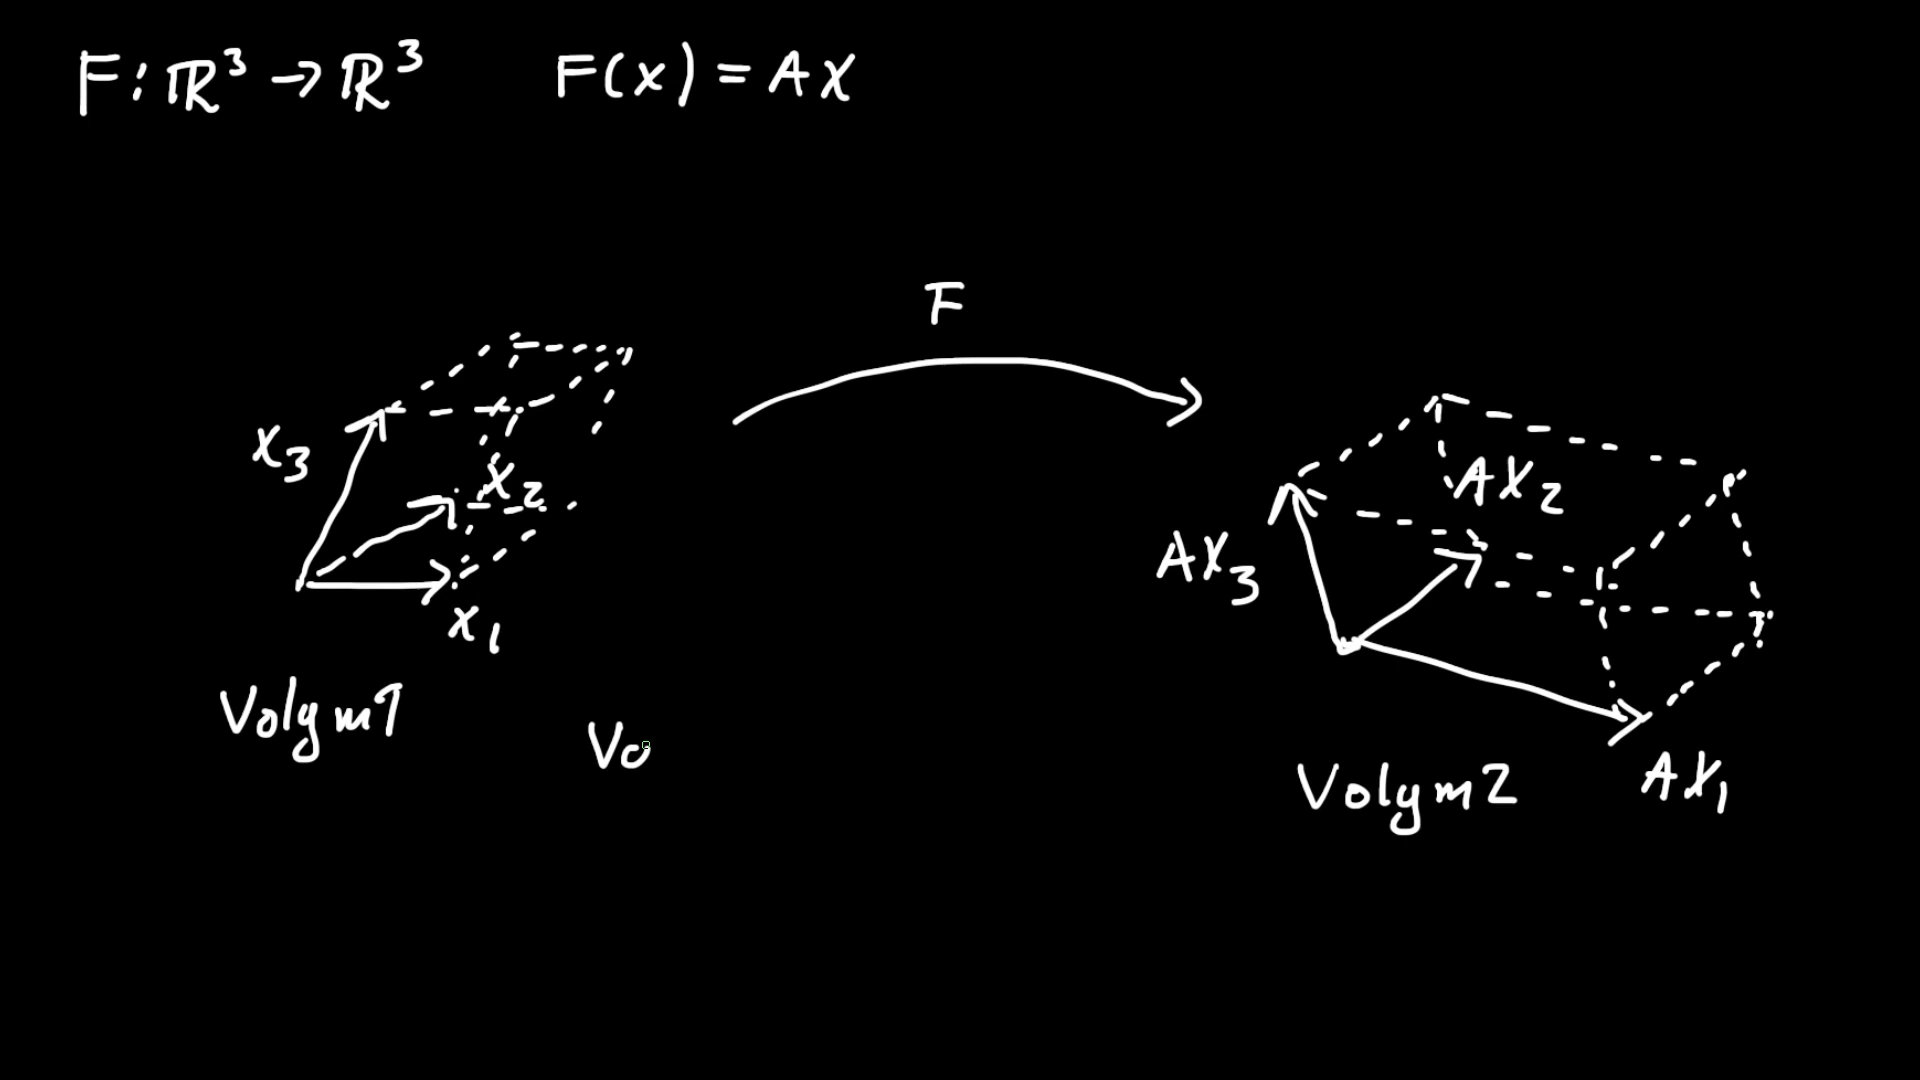 F: ℝ³ → ℝ³ F(x) = AX
F
X₃
X₂
X₁
AX₂
AX₃
AX₁
Volym1
Vo
Volym2